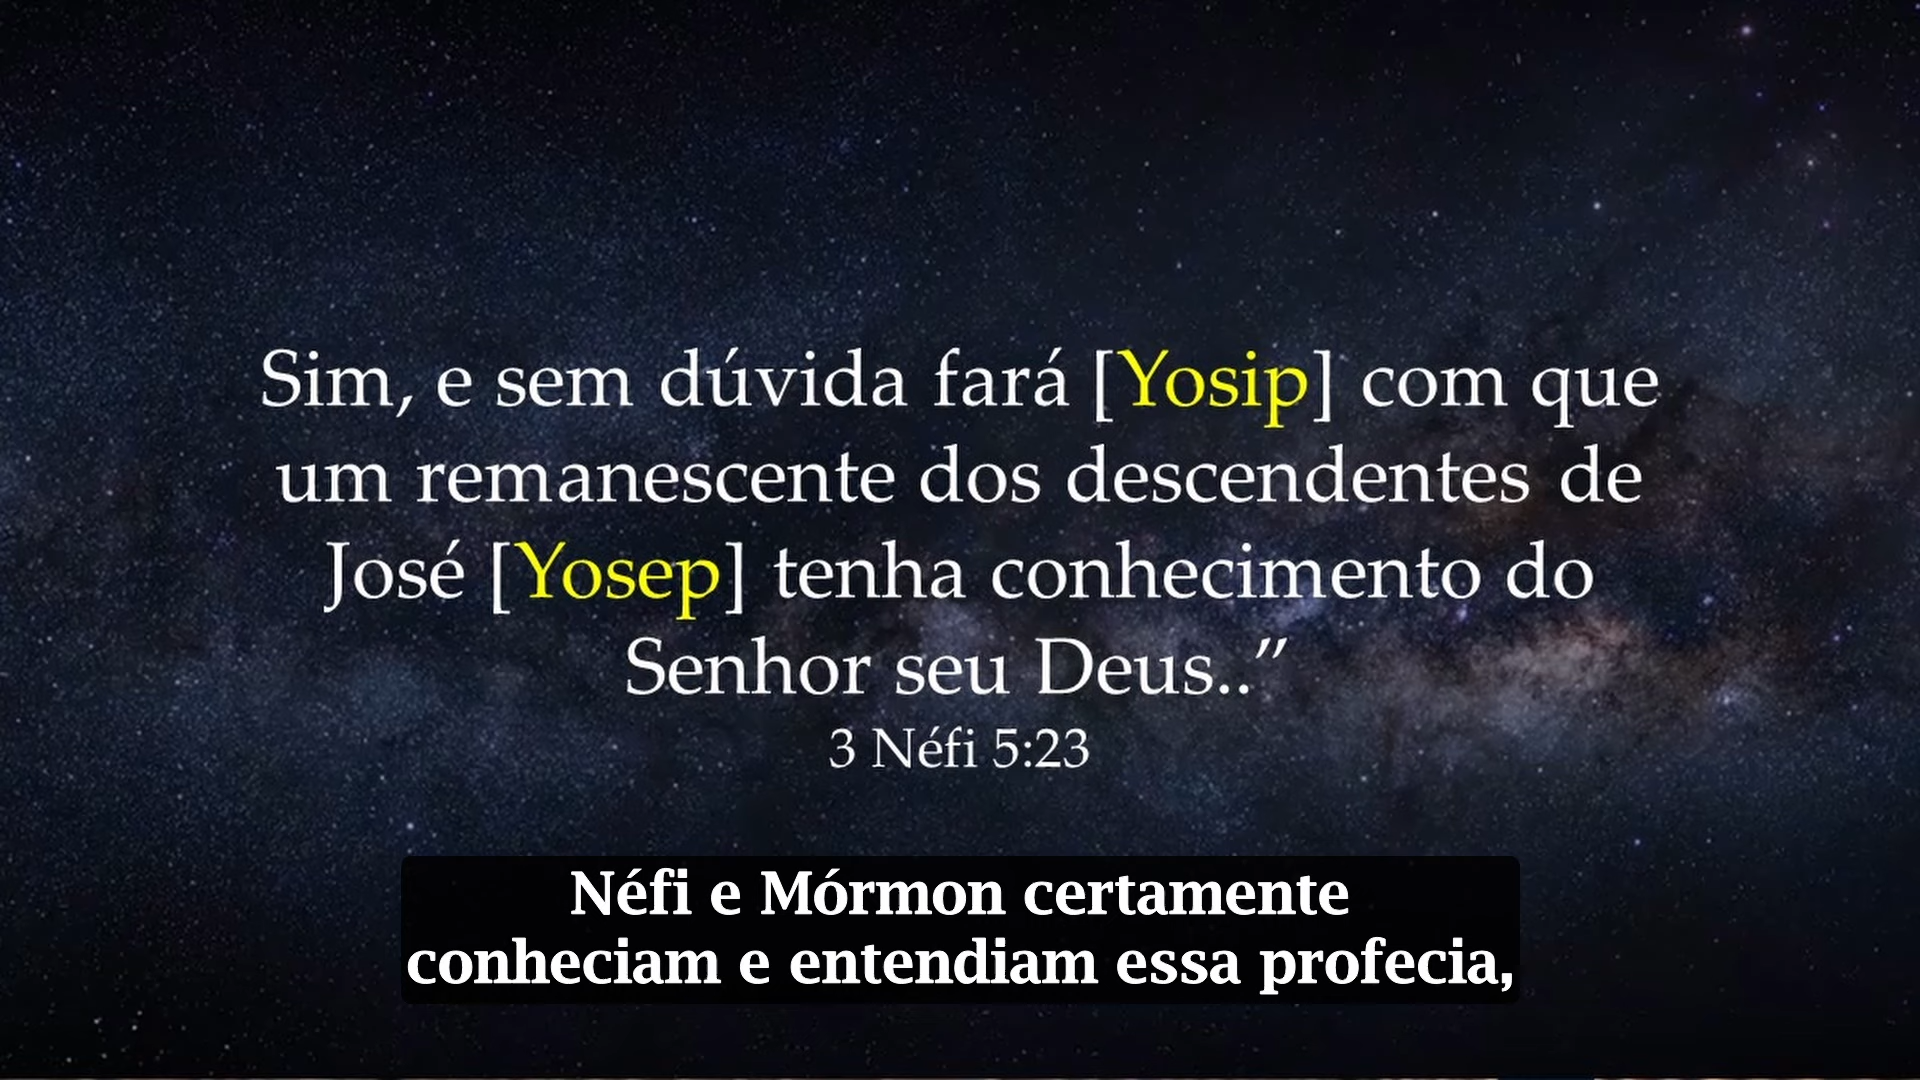 Sim, e sem dúvida fará [Yosip] com que
um remanescente dos descendentes de
José [Yosep] tenha conhecimento do
Senhor seu Deus..”
3 Néfi 5:23
Néfi e Mórmon certamente
conheciam e entendiam essa profecia,